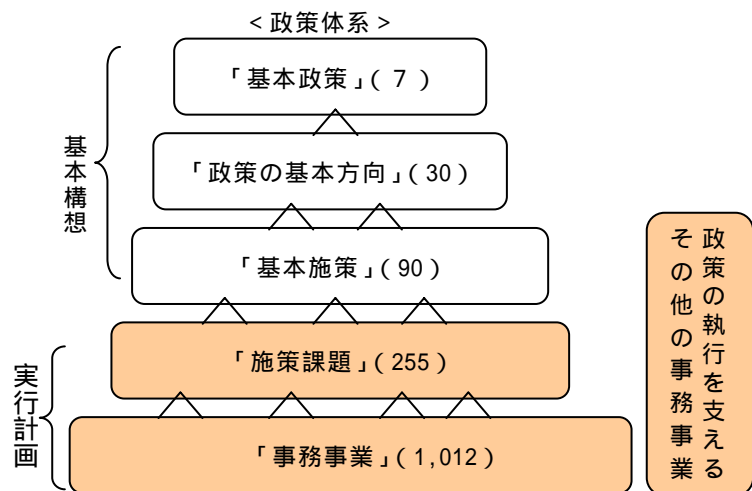 ＜政策体系＞
「基本政策」(7)
「政策の基本方向」(30)
「基本施策」(90)
「施策課題」(255)
「事務事業」(1,012)
基本構想
実行計画
政策の執行を支える
その他の事務事業